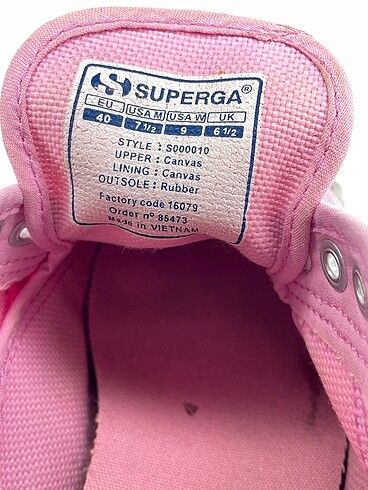 SUPERGA®
EU USA M USA W UK
40 7 1/2 9 6 1/2
STYLE : S000010
UPPER : Canvas
LINING : Canvas
OUTSOLE : Rubber
Factory code 16079
Order nº 85473
Made in VIETNAM